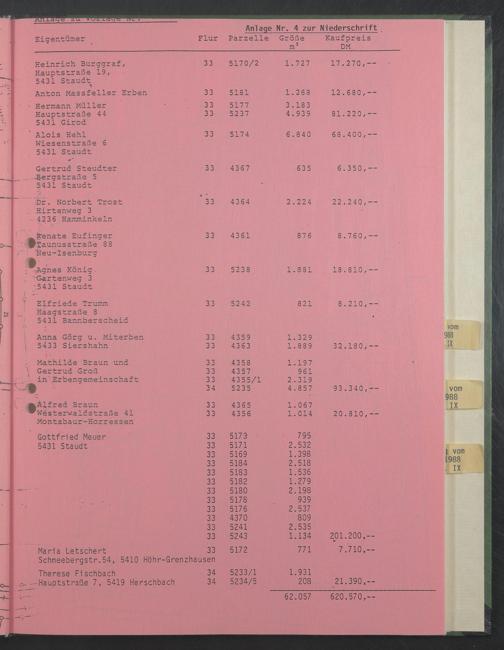 Anlage zu Vorlage Nr.
Anlage Nr. 4 zur Niederschrift
Eigentümer Flur Parzelle Größe Kaufpreis
m² DM
Heinrich Burggraf, 33 5170/2 1.727 17.270,--
Hauptstraße 19,
5431 Staudt
Anton Massfeller Erben 33 5181 1.268 12.680,--
Hermann Müller 33 5177 3.183
Hauptstraße 44 33 5237 4.939 81.220,--
5431 Girod
Alois Hehl 33 5174 6.840 68.400,--
Wiesenstraße 6
5431 Staudt
Gertrud Steudter 33 4367 635 6.350,--
Bergstraße 5
5431 Staudt
Dr. Norbert Trost 33 4364 2.224 22.240,--
Hirtenweg 3
4236 Hamminkeln
Renate Eufinger 33 4361 876 8.760,--
Taunusstraße 88
Neu-Isenburg
Agnes König 33 5238 1.881 18.810,--
Gartenweg 3
5431 Staudt
Elfriede Trumm 33 5242 821 8.210,--
Haagstraße 8
5431 Bannberscheid
Anna Görg u. Miterben 33 4359 1.329
5433 Siershahn 33 4363 1.889 32.180,--
Mathilde Braun und 33 4358 1.197
Gertrud Groß 33 4357 961
in Erbengemeinschaft 33 4355/1 2.319
34 5235 4.857 93.340,--
Alfred Braun 33 4365 1.067
Westerwaldstraße 41 33 4356 1.014 20.810,--
Montabaur-Horressen
Gottfried Meuer 33 5173 795
5431 Staudt 33 5171 2.532
33 5169 1.398
33 5184 2.518
33 5183 1.536
33 5182 1.279
33 5180 2.198
33 5178 939
33 5176 2.537
33 4370 809
33 5241 2.535
33 5243 1.134 201.200,--
Maria Letschert 33 5172 771 7.710,--
Schneebergstr.54, 5410 Höhr-Grenzhausen
Therese Fischbach 34 5233/1 1.931
Hauptstraße 7, 5419 Herschbach 34 5234/5 208 21.390,--
62.057 620.570,--
vom
988
IX
vom
988
IX
vom
1988
IX